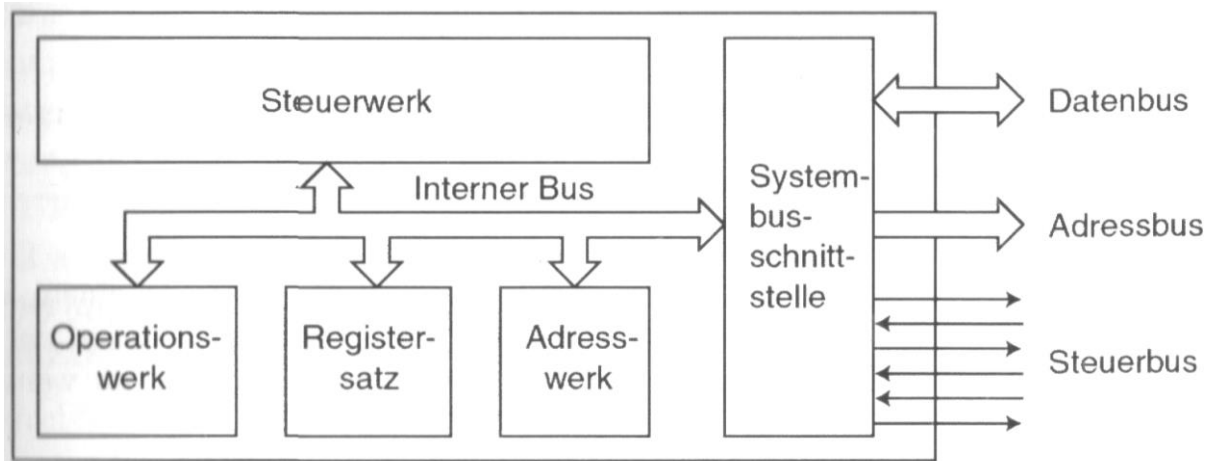 Steuerwerk
Interner Bus
Operations-
werk
Register-
satz
Adress-
werk
System-
bus-
schnitt-
stelle
Datenbus
Adressbus
Steuerbus